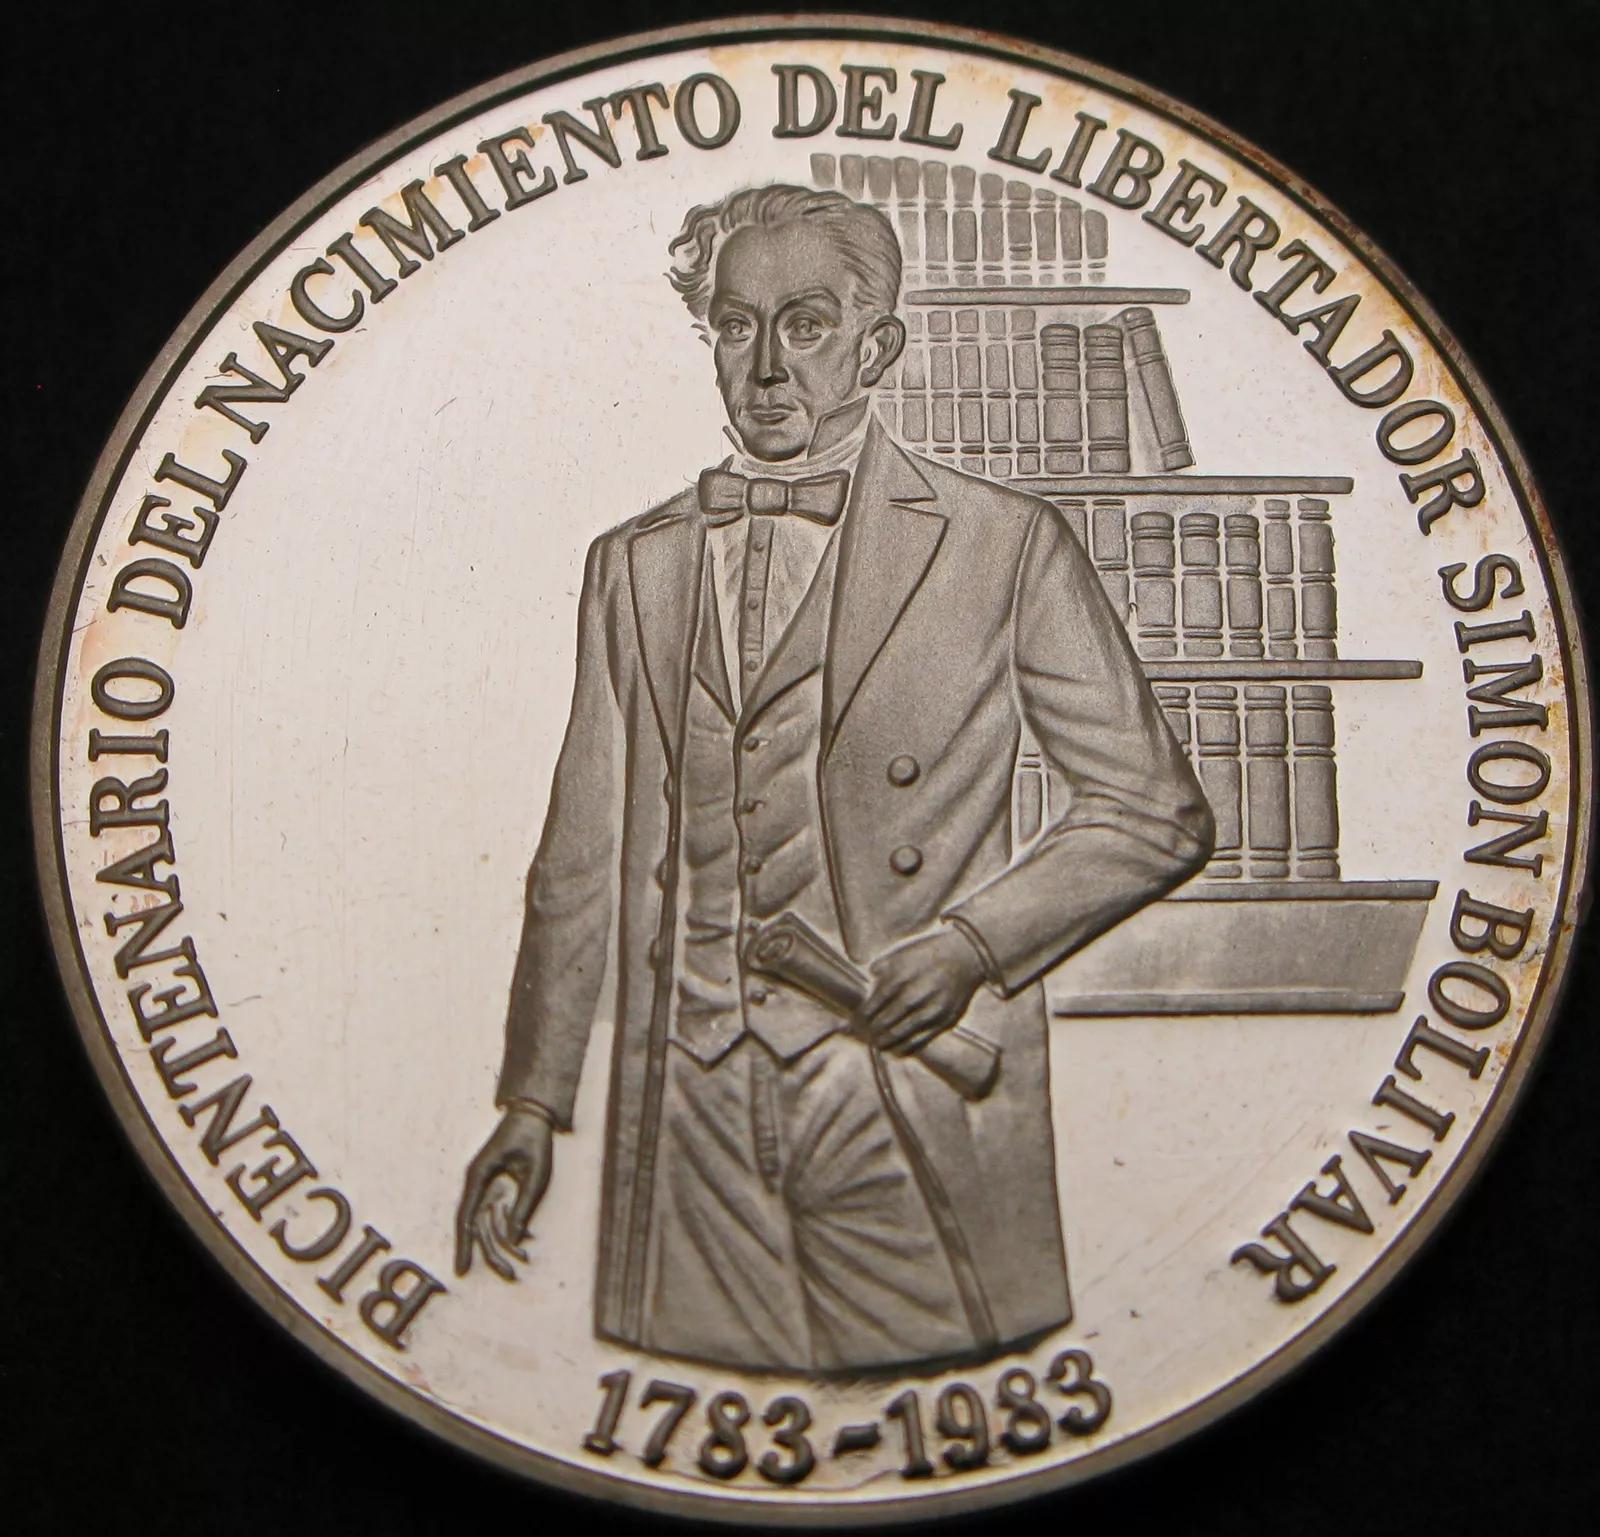 BICENTENARIO DEL NACIMIENTO DEL LIBERTADOR SIMON BOLIVAR
1783-1983